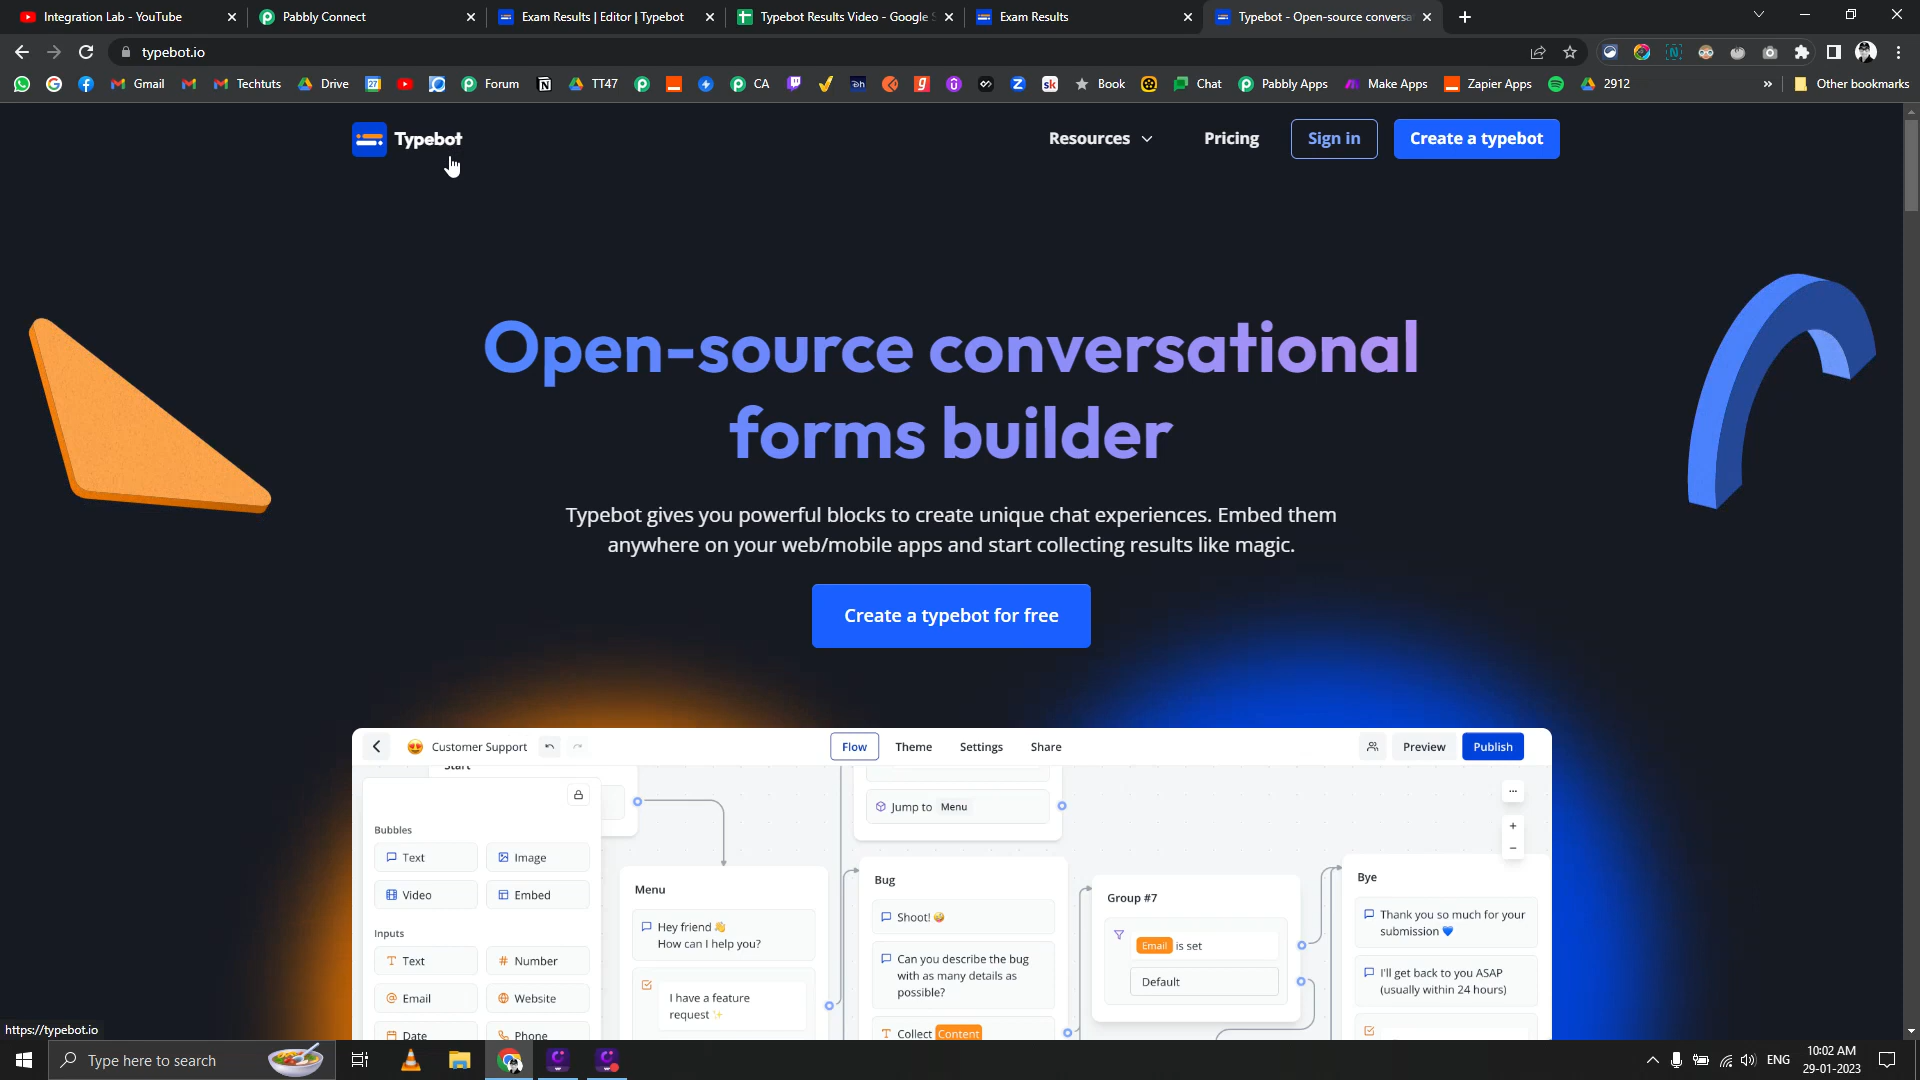 Integration Lab - YouTube
Pabbly Connect
Exam Results | Editor | Typebot
Typebot Results Video - Google S
Exam Results
Typebot - Open-source conversa
typebot.io
Gmail
Techtuts
Drive
Forum
TT47
CA
Book
Chat
Pabbly Apps
Make Apps
Zapier Apps
2912
Other bookmarks
Typebot
Resources
Pricing
Sign in
Create a typebot
Open-source conversational
forms builder
Typebot gives you powerful blocks to create unique chat experiences. Embed them
anywhere on your web/mobile apps and start collecting results like magic.
Create a typebot for free
Customer Support
Flow
Theme
Settings
Share
Preview
Publish
Start
Jump to Menu
Bubbles
Text
Image
Video
Embed
Inputs
Text
# Number
@ Email
Website
Date
Phone
Menu
Hey friend 👋
How can I help you?
I have a feature
request ✨
Bug
Shoot! 🤪
Can you describe the bug
with as many details as
possible?
Collect Content
Group #7
Email is set
Default
Bye
Thank you so much for your
submission 💙
I'll get back to you ASAP
(usually within 24 hours)
https://typebot.io
Type here to search
ENG
10:02 AM
29-01-2023